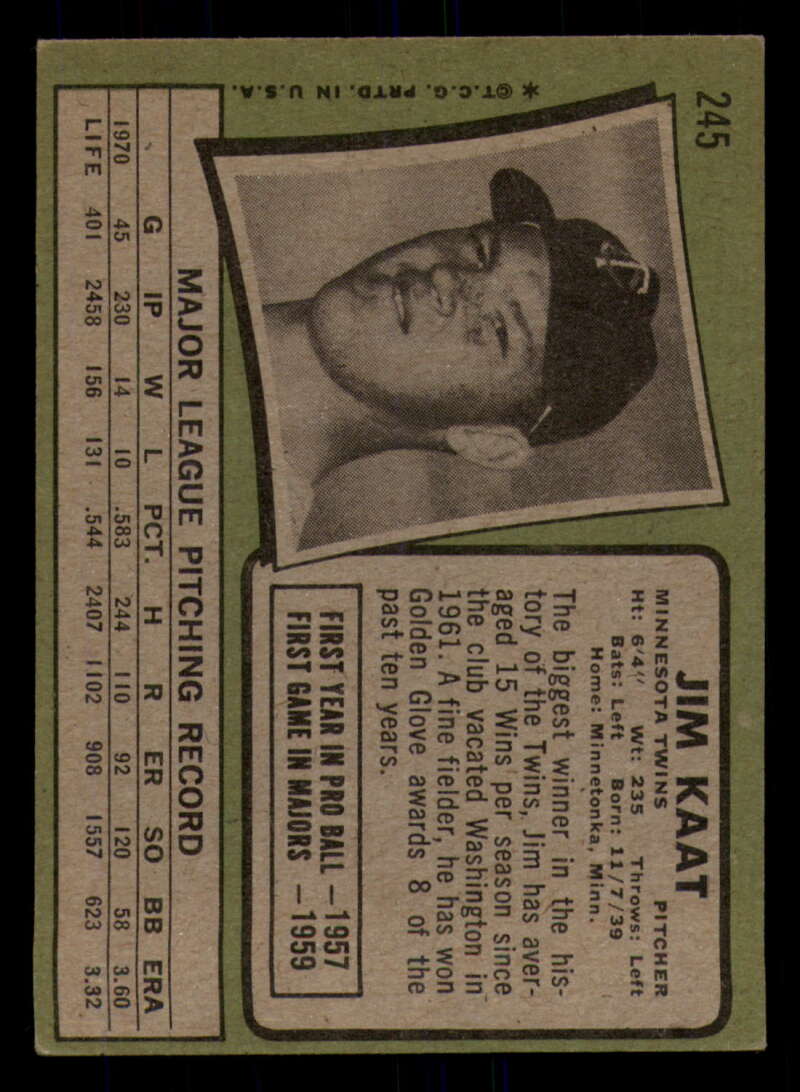 245
JIM KAAT
MINNESOTA TWINS PITCHER
Ht: 6'4" Wt: 235 Throws: Left
Bats: Left Born: 11/7/39
Home: Minnetonka, Minn.
The biggest winner in the his-
tory of the Twins, Jim has aver-
aged 15 Wins per season since
the club vacated Washington in
1961. A fine fielder, he has won
Golden Glove awards 8 of the
past ten years.
FIRST YEAR IN PRO BALL—1957
FIRST GAME IN MAJORS —1959
MAJOR LEAGUE PITCHING RECORD
G IP W L PCT. H R ER SO BB ERA
1970 45 230 14 10 .583 244 110 92 120 58 3.60
LIFE 401 2458 156 131 .544 2407 1102 908 1557 623 3.32
* ©T.C.G. PRTD. IN U.S.A.